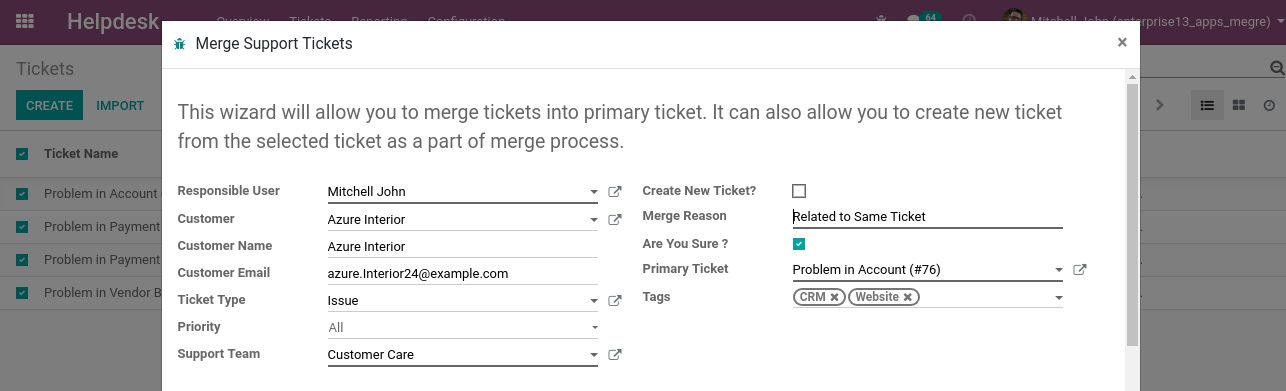 Helpdesk Overview Tickets Reporting Configuration 64 Mitchell John (enterprise13_apps_megre)
Merge Support Tickets ×
Tickets
CREATE IMPORT
This wizard will allow you to merge tickets into primary ticket. It can also allow you to create new ticket
from the selected ticket as a part of merge process.
Ticket Name
Problem in Account
Problem in Payment
Problem in Payment
Problem in Vendor B
Responsible User Mitchell John
Customer Azure Interior
Customer Name Azure Interior
Customer Email azure.Interior24@example.com
Ticket Type Issue
Priority All
Support Team Customer Care
Create New Ticket?
Merge Reason Related to Same Ticket
Are You Sure ?
Primary Ticket Problem in Account (#76)
Tags CRM Website